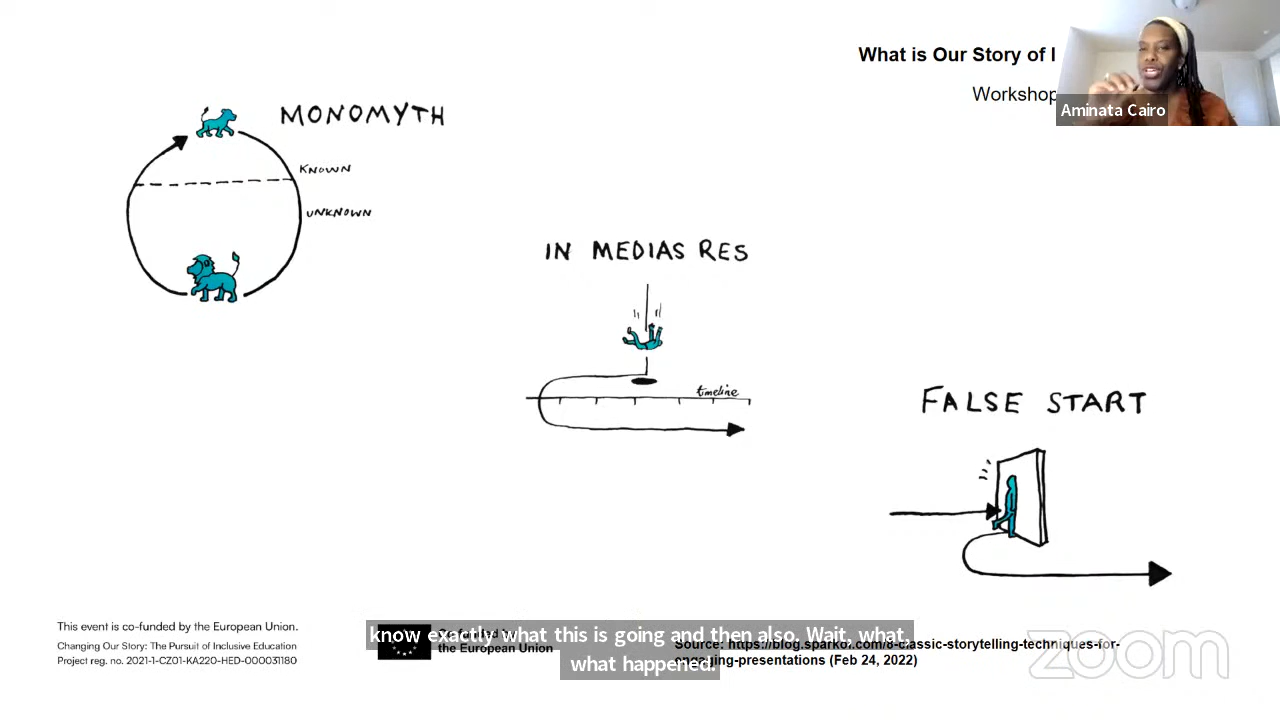 What is Our Story of I
Workshop
Aminata Cairo
MONOMYTH
KNOWN
UNKNOWN
IN MEDIAS RES
timeline
FALSE START
This event is co-funded by the European Union.
Changing Our Story: The Pursuit of Inclusive Education
Project reg. no. 2021-1-CZ01-KA220-HED-000031180
the European Union
know exactly what this is going and then also. Wait, what,
what happened.
Source: https://blog.sparkol.com/8-classic-storytelling-techniques-for-
engaging-presentations (Feb 24, 2022)
zoom